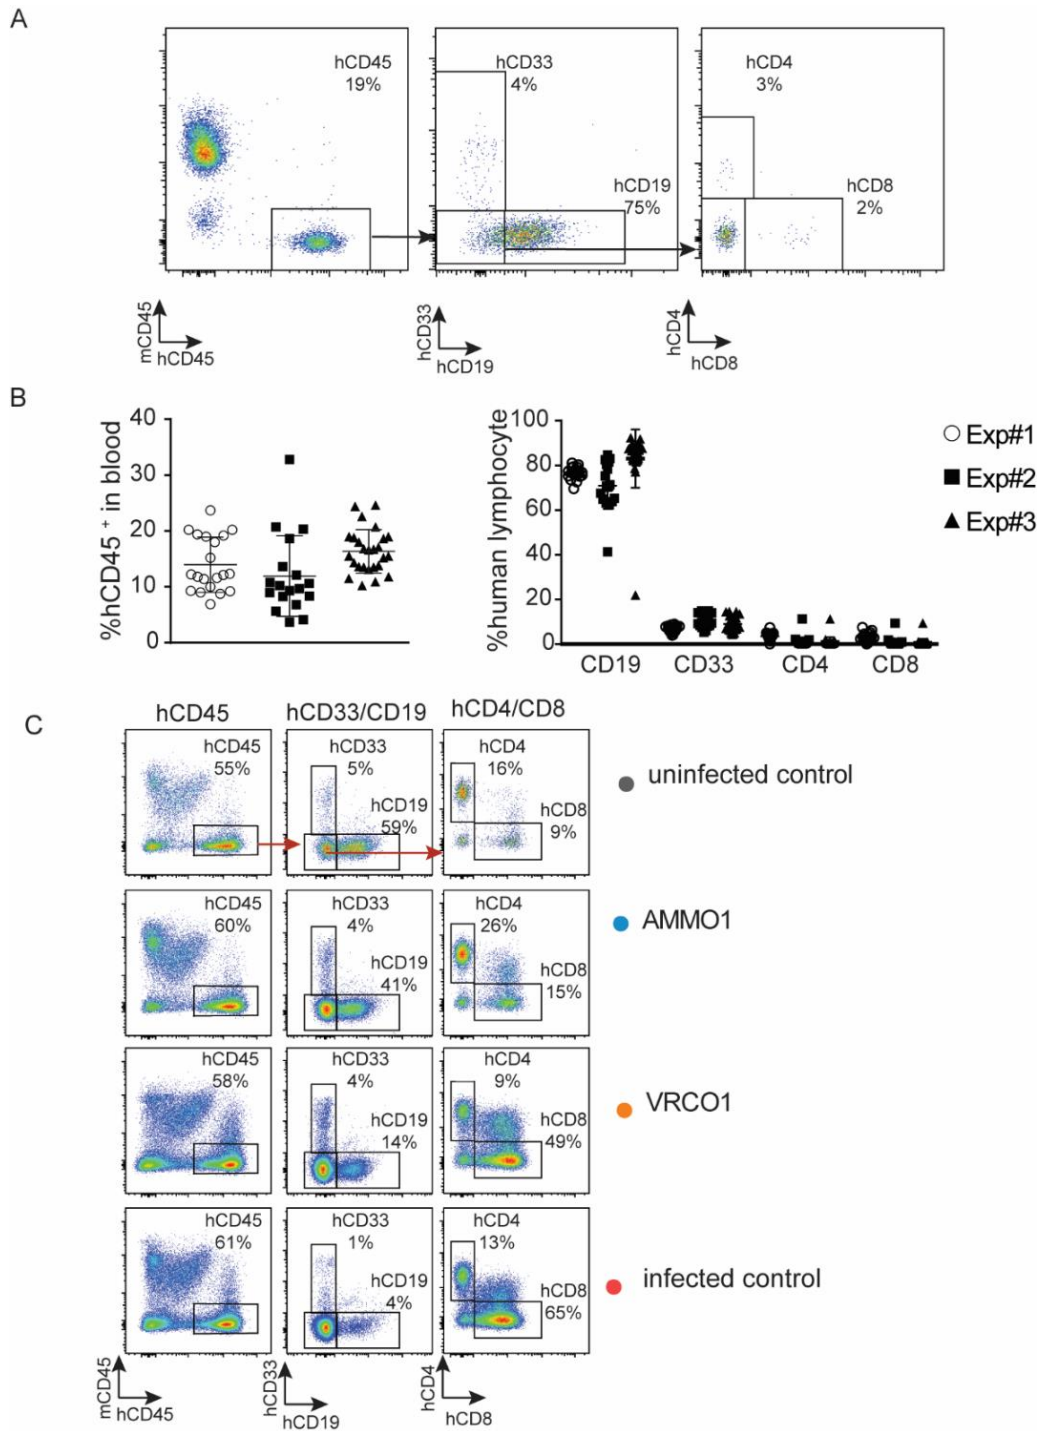 A
hCD45
19%
hCD33
4%
hCD19
75%
hCD4
3%
hCD8
2%
mCD45
hCD45
hCD33
hCD19
hCD4
hCD8
B
%hCD45 + in blood
40
30
20
10
0
%human lymphocyte
100
80
60
40
20
0
CD19 CD33 CD4 CD8
Exp#1
Exp#2
Exp#3
C
hCD45 hCD33/CD19 hCD4/CD8
hCD45
55%
hCD33
5%
hCD19
59%
hCD4
16%
hCD8
9%
uninfected control
hCD45
60%
hCD33
4%
hCD19
41%
hCD4
26%
hCD8
15%
AMMO1
hCD45
58%
hCD33
4%
hCD19
14%
hCD4
9%
hCD8
49%
VRCO1
hCD45
61%
hCD33
1%
hCD19
4%
hCD4
13%
hCD8
65%
infected control
mCD45
hCD45
hCD33
hCD19
hCD4
hCD8